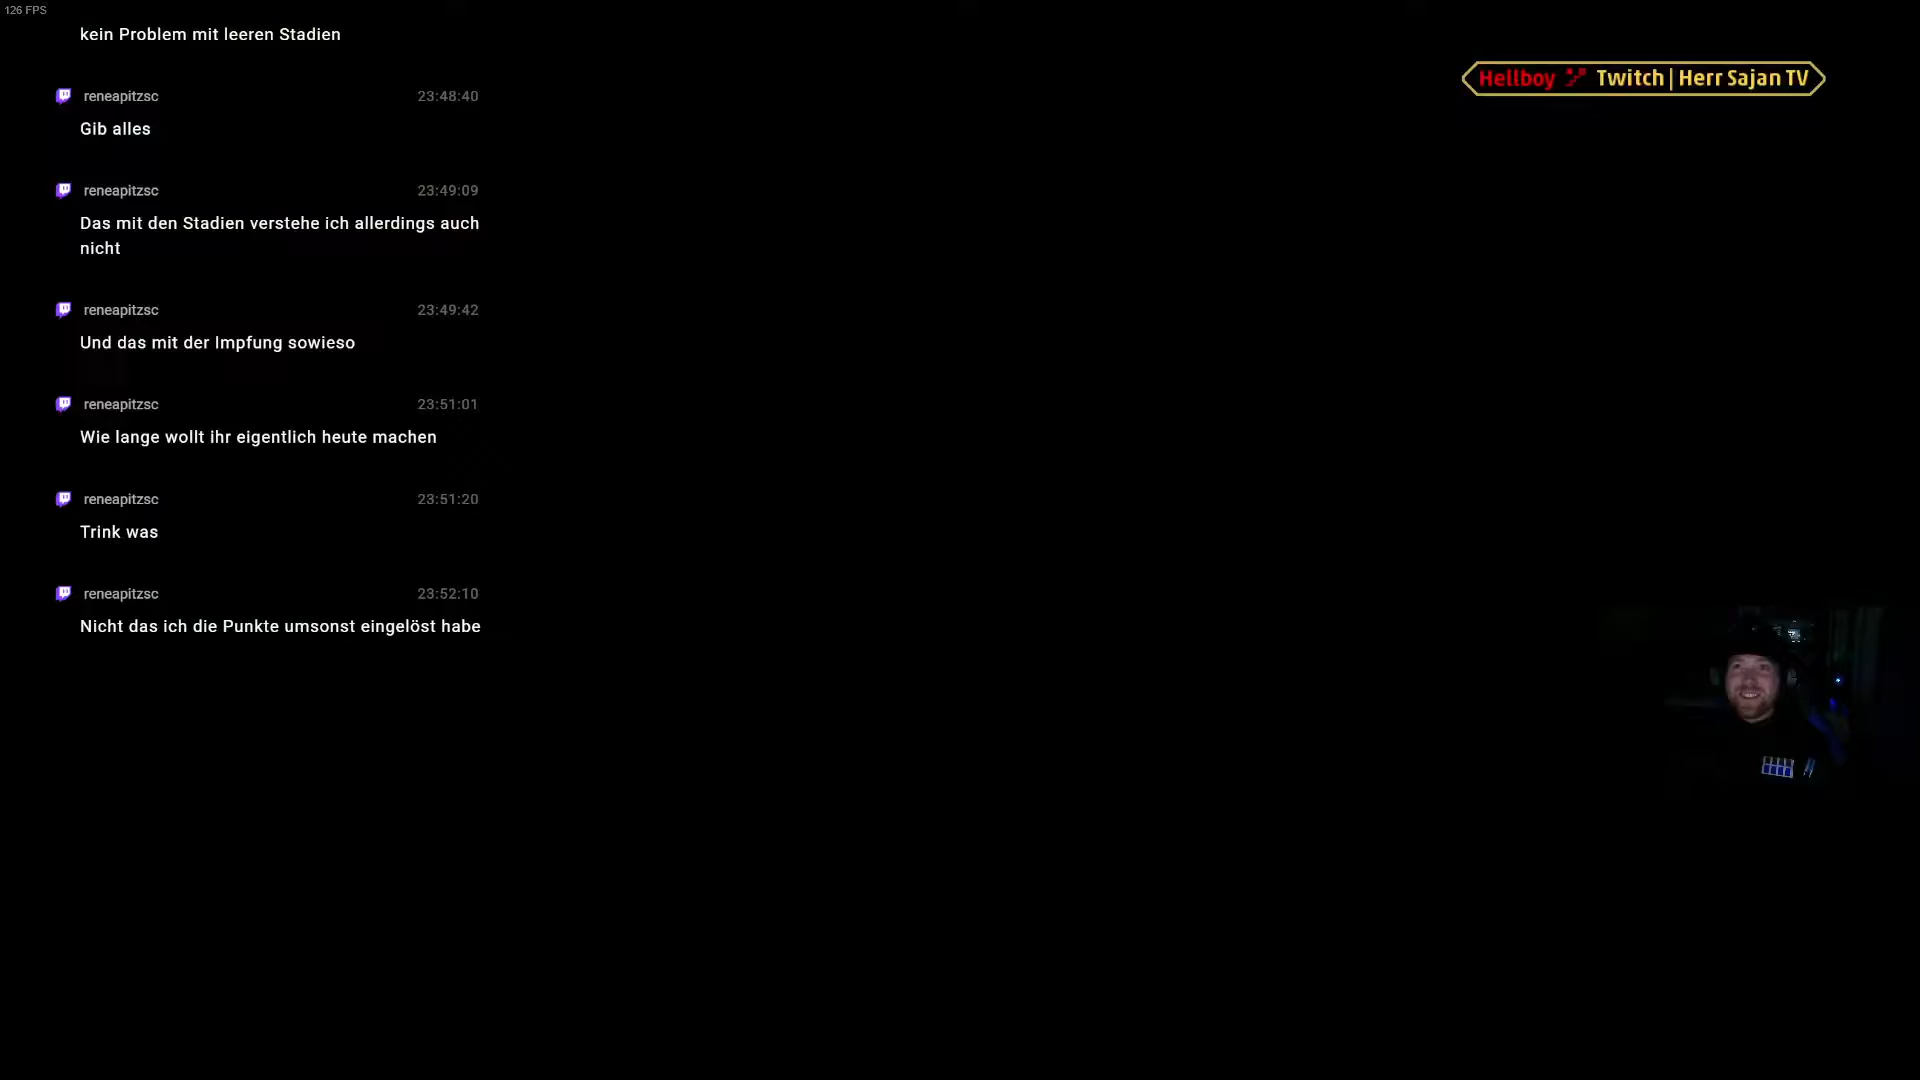 126 FPS
kein Problem mit leeren Stadien
Hellboy Twitch | Herr Sajan TV
reneapitzsc 23:48:40
Gib alles
reneapitzsc 23:49:09
Das mit den Stadien verstehe ich allerdings auch
nicht
reneapitzsc 23:49:42
Und das mit der Impfung sowieso
reneapitzsc 23:51:01
Wie lange wollt ihr eigentlich heute machen
reneapitzsc 23:51:20
Trink was
reneapitzsc 23:52:10
Nicht das ich die Punkte umsonst eingelöst habe